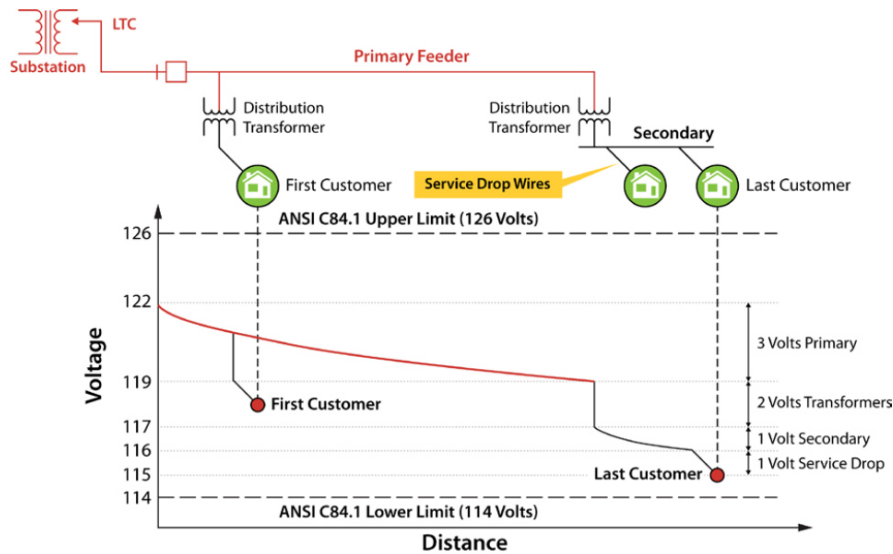 LTC
Substation
Primary Feeder
Distribution
Transformer
Distribution
Transformer
Secondary
First Customer
Service Drop Wires
Last Customer
ANSI C84.1 Upper Limit (126 Volts)
126
122
3 Volts Primary
Voltage
119
First Customer
2 Volts Transformers
117
1 Volt Secondary
116
1 Volt Service Drop
115
Last Customer
114
ANSI C84.1 Lower Limit (114 Volts)
Distance